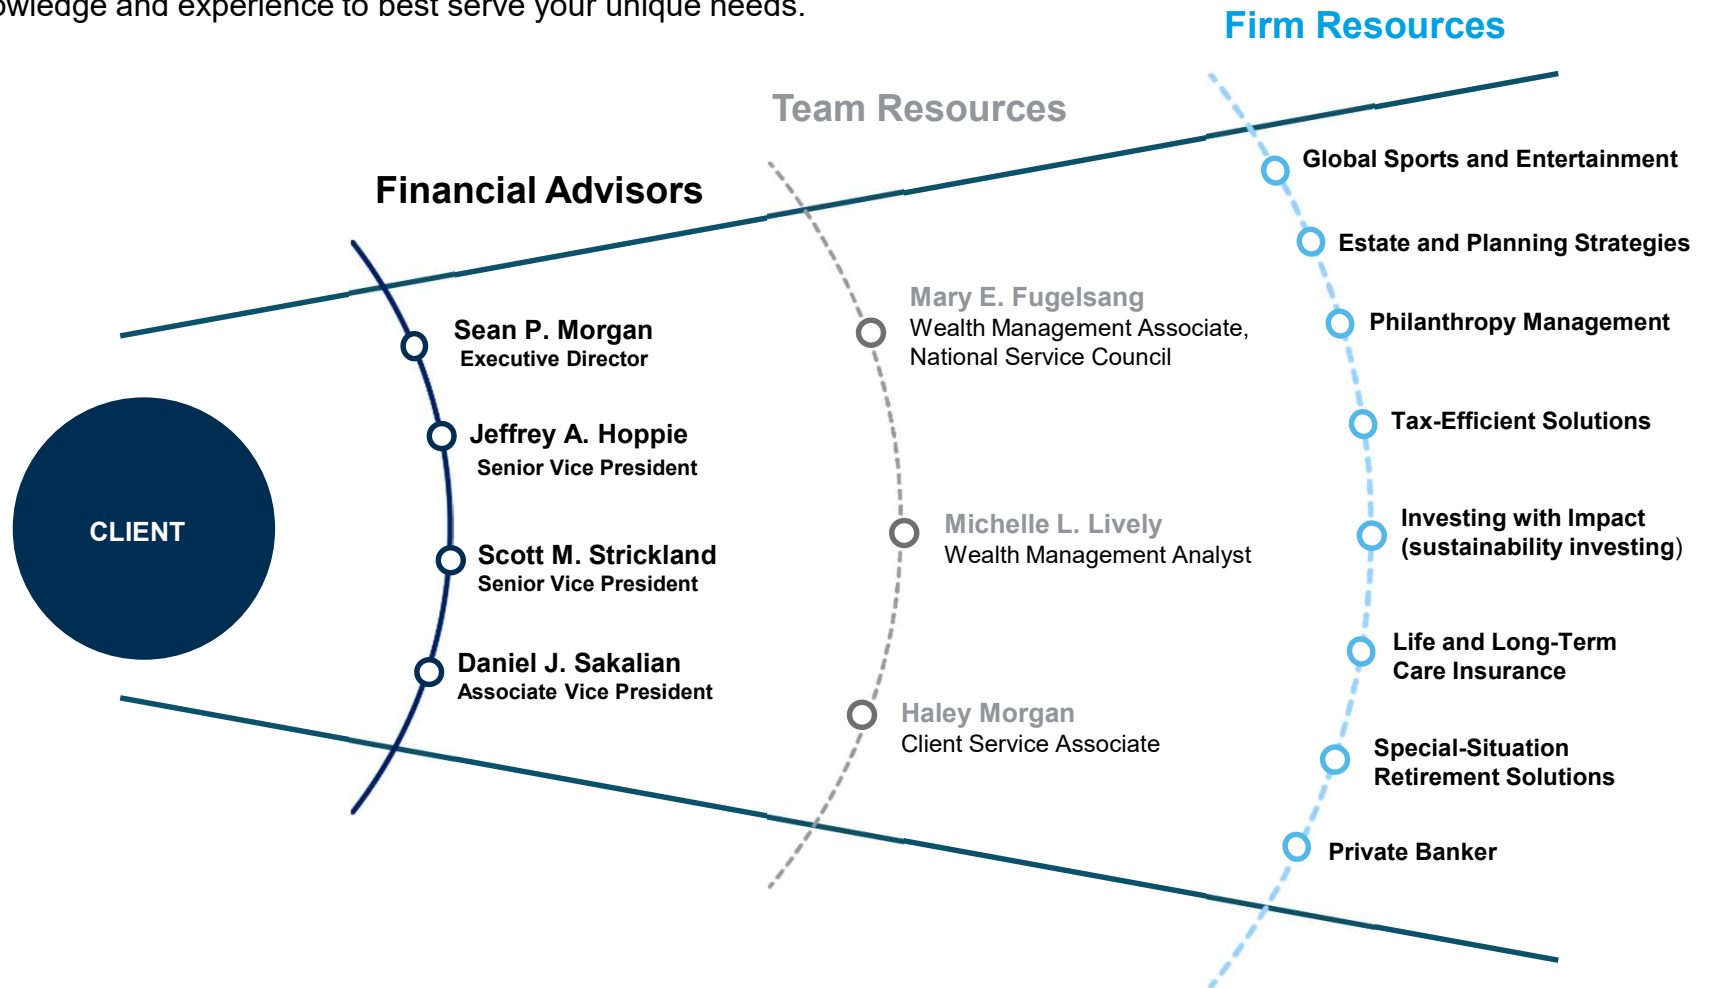 knowledge and experience to best serve your unique needs.
Firm Resources
Team Resources
Financial Advisors
CLIENT
Sean P. Morgan
Executive Director
Jeffrey A. Hoppie
Senior Vice President
Scott M. Strickland
Senior Vice President
Daniel J. Sakalian
Associate Vice President
Mary E. Fugelsang
Wealth Management Associate,
National Service Council
Michelle L. Lively
Wealth Management Analyst
Haley Morgan
Client Service Associate
Global Sports and Entertainment
Estate and Planning Strategies
Philanthropy Management
Tax-Efficient Solutions
Investing with Impact
(sustainability investing)
Life and Long-Term
Care Insurance
Special-Situation
Retirement Solutions
Private Banker